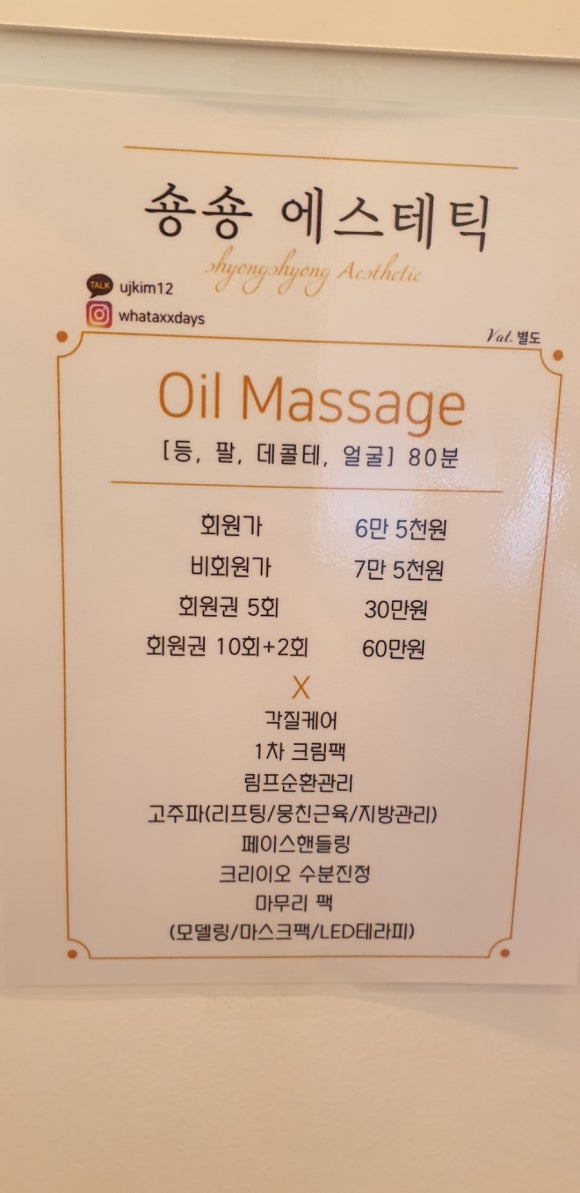 숑숑 에스테틱
shyongshyong Aesthetic
TALK ujkim12
whataxxdays
Vat. 별도
Oil Massage
[등, 팔, 데콜테, 얼굴] 80분
회원가 6만 5천원
비회원가 7만 5천원
회원권 5회 30만원
회원권 10회+2회 60만원
X
각질케어
1차 크림팩
림프순환관리
고주파(리프팅/뭉친근육/지방관리)
페이스핸들링
크리이오 수분진정
마무리 팩
(모델링/마스크팩/LED테라피)